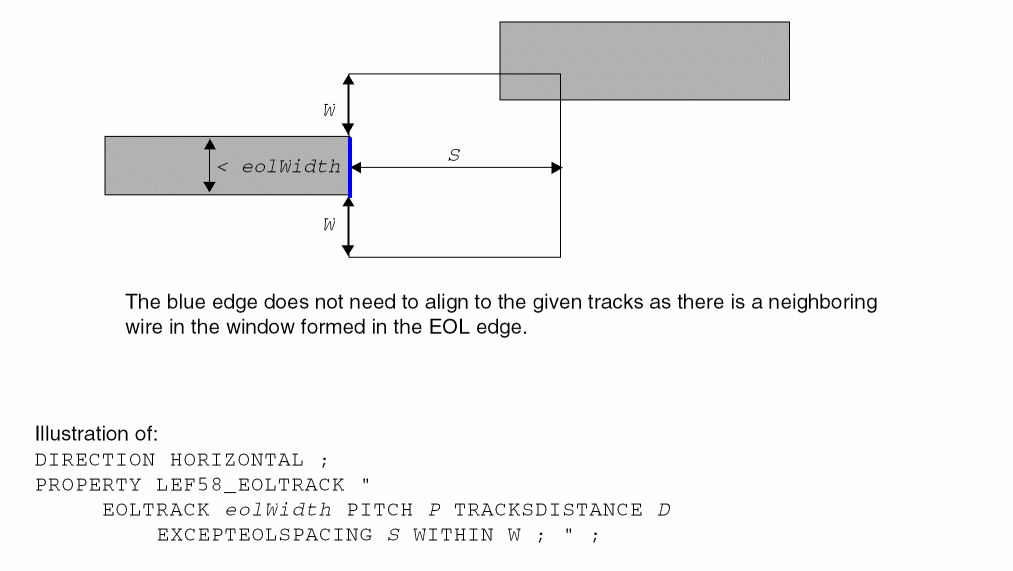 W
< eolWidth
S
W
The blue edge does not need to align to the given tracks as there is a neighboring
wire in the window formed in the EOL edge.
Illustration of:
DIRECTION HORIZONTAL ;
PROPERTY LEF58_EOLTRACK "
EOLTRACK eolWidth PITCH P TRACKSDISTANCE D
EXCEPTEOLSPACING S WITHIN W ; " ;